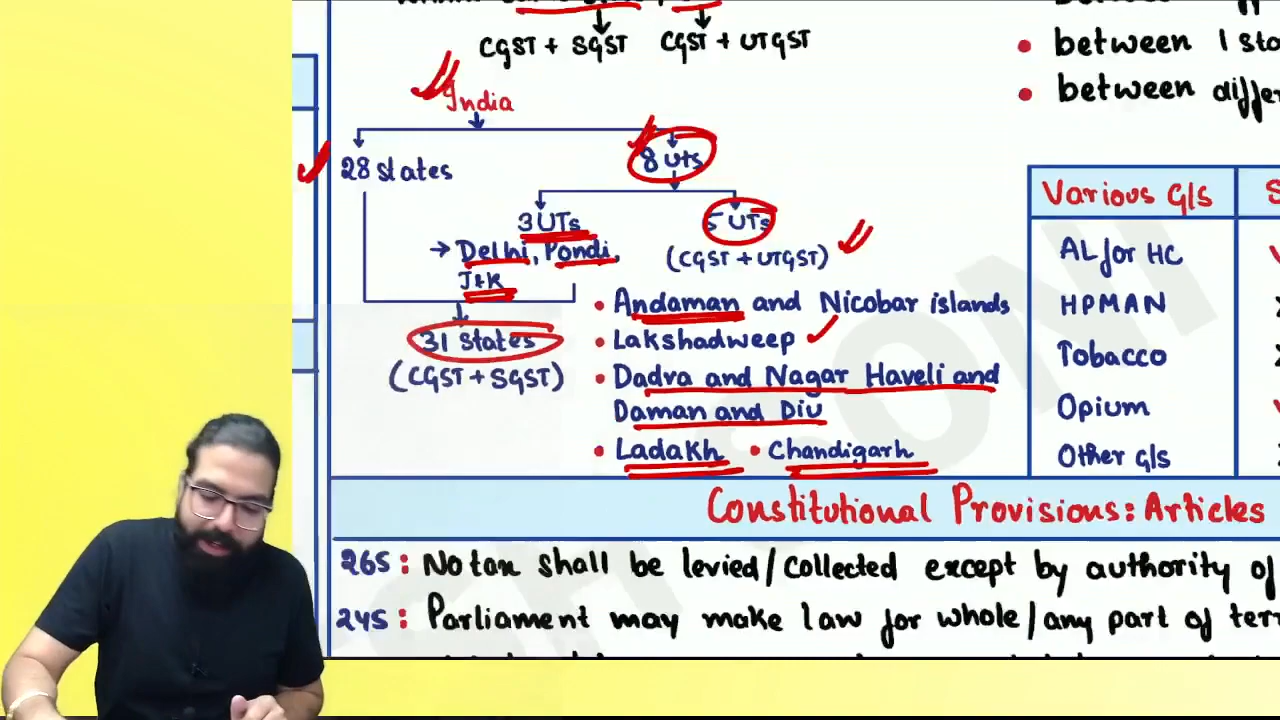 CGST + SGST CGST + UTGST
India
28 states
8 UTs
3 UTs
5 UTs
→ Delhi, Pondi,
J+K
(CGST + UTGST)
31 states
(CGST + SGST)
• Andaman and Nicobar islands
• Lakshadweep
• Dadra and Nagar Haveli and
Daman and Diu
• Ladakh • Chandigarh
• between 1 sta
• between differ
Various G/S
AL for HC
HPMAN
Tobacco
Opium
Other G/s
Constitutional Provisions: Articles
265: No tax shall be levied/collected except by authority of
245: Parliament may make law for whole/any part of terr